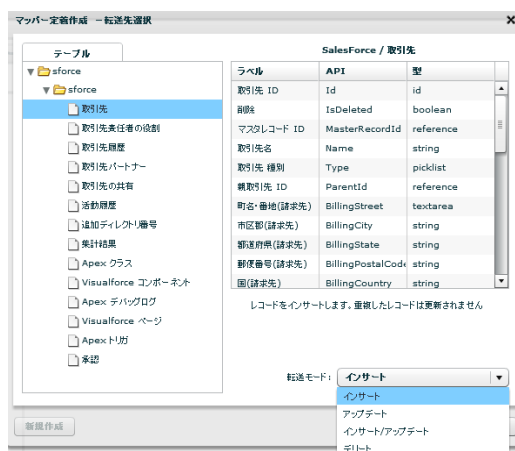 マッパー定義作成 －転送先選択
×
テーブル
sforce
sforce
取引先
取引先責任者の役割
取引先履歴
取引先パートナー
取引先の共有
活動履歴
追加ディレクトリ番号
集計結果
Apex クラス
Visualforce コンポーネント
Apex デバッグログ
Visualforce ページ
Apex トリガ
承認
SalesForce / 取引先
ラベル API 型
取引先 ID Id id
削除 IsDeleted boolean
マスタレコード ID MasterRecordId reference
取引先名 Name string
取引先 種別 Type picklist
親取引先 ID ParentId reference
町名・番地(請求先) BillingStreet textarea
市区郡(請求先) BillingCity string
都道府県(請求先) BillingState string
郵便番号(請求先) BillingPostalCode string
国(請求先) BillingCountry string
レコードをインサートします。重複したレコードは更新されません
転送モード： インサート
インサート
アップデート
インサート/アップデート
デリート
新規作成